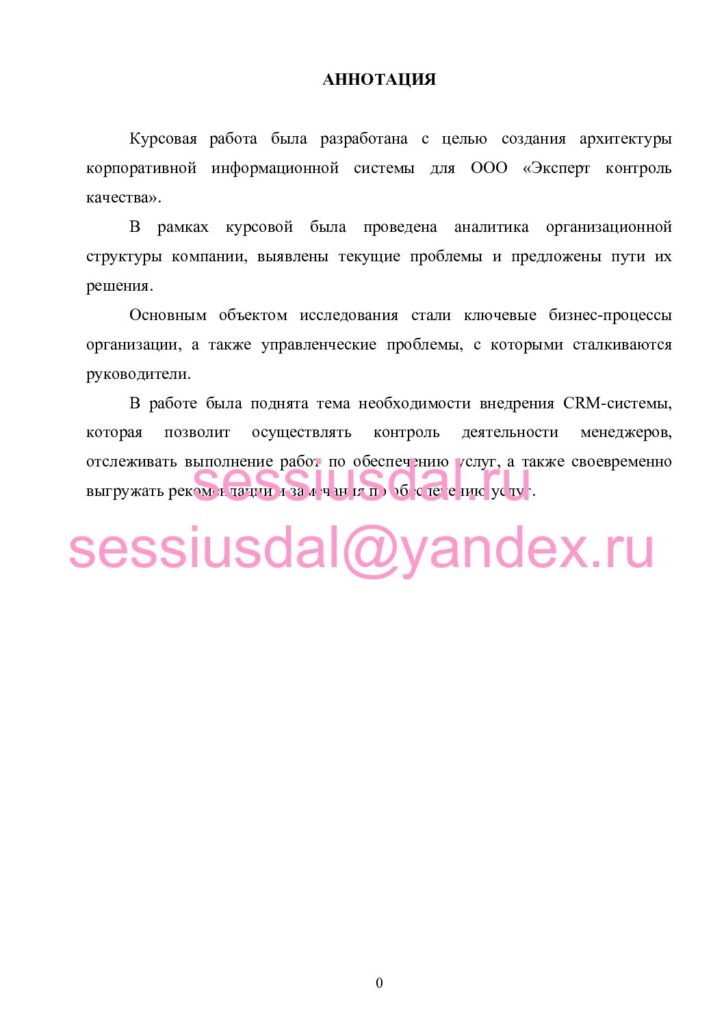 АННОТАЦИЯ
Курсовая работа была разработана с целью создания архитектуры
корпоративной информационной системы для ООО «Эксперт контроль
качества».
В рамках курсовой была проведена аналитика организационной
структуры компании, выявлены текущие проблемы и предложены пути их
решения.
Основным объектом исследования стали ключевые бизнес-процессы
организации, а также управленческие проблемы, с которыми сталкиваются
руководители.
В работе была поднята тема необходимости внедрения CRM-системы,
которая позволит осуществлять контроль деятельности менеджеров,
отслеживать выполнение работ по обеспечению услуг, а также своевременно
выгружать рекомендации и замечания по обеспечению услуг.
sessiusdal.ru
sessiusdal@yandex.ru
0